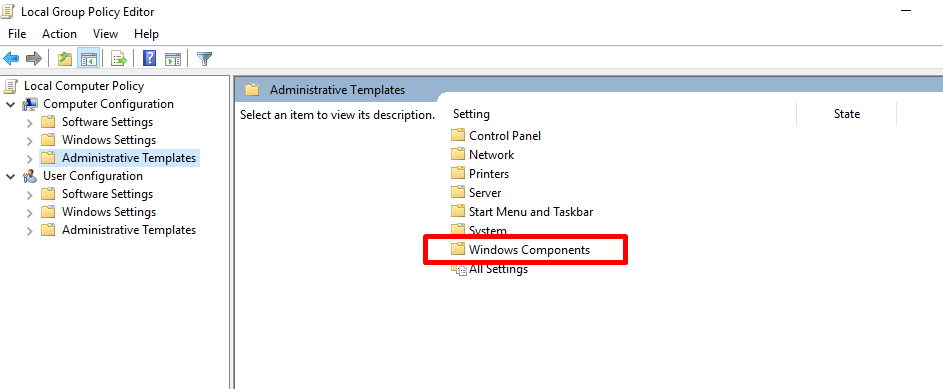 Local Group Policy Editor
File Action View Help
Local Computer Policy
Computer Configuration
Software Settings
Windows Settings
Administrative Templates
User Configuration
Software Settings
Windows Settings
Administrative Templates
Administrative Templates
Select an item to view its description.
Setting State
Control Panel
Network
Printers
Server
Start Menu and Taskbar
System
Windows Components
All Settings